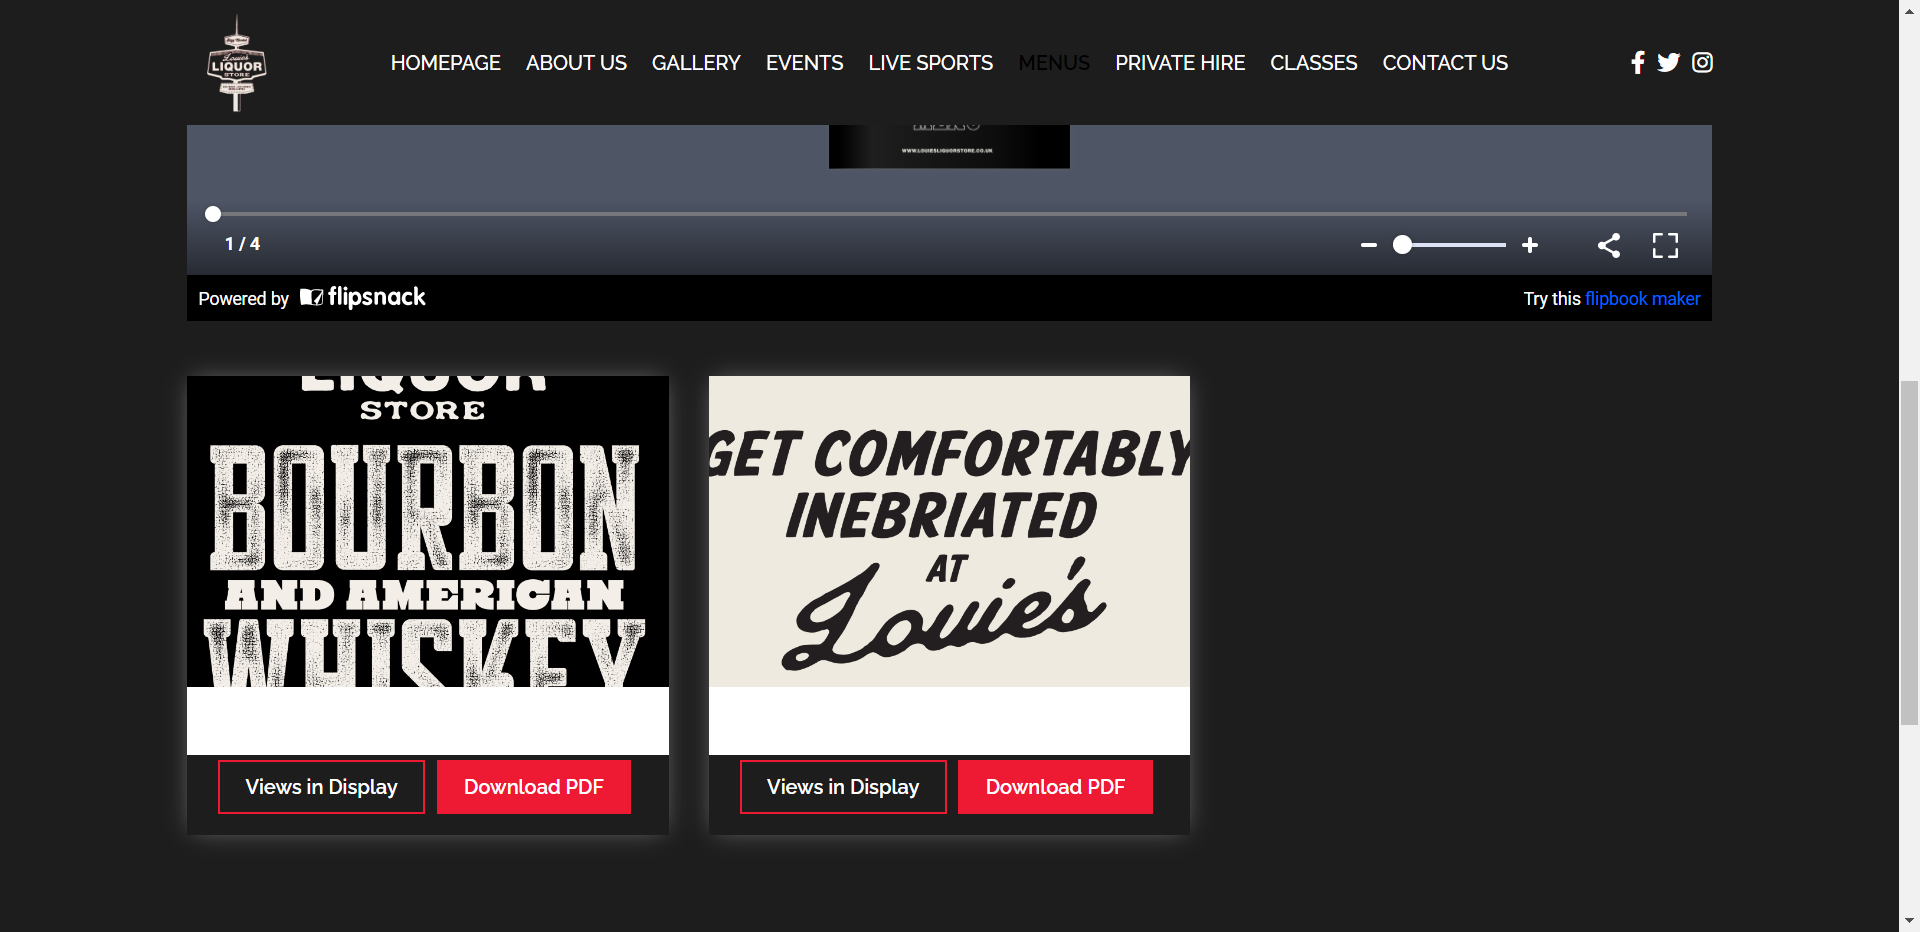 Louie's
LIQUOR
STORE
HOMEPAGE ABOUT US GALLERY EVENTS LIVE SPORTS MENUS PRIVATE HIRE CLASSES CONTACT US
WWW.LOUIESLIQUORSTORE.CO.UK
1 / 4
Powered by flipsnack
Try this flipbook maker
LIQUOR
STORE
BOURBON
AND AMERICAN
WHISKEY
GET COMFORTABLY
INEBRIATED
AT
Louie's
Views in Display Download PDF
Views in Display Download PDF